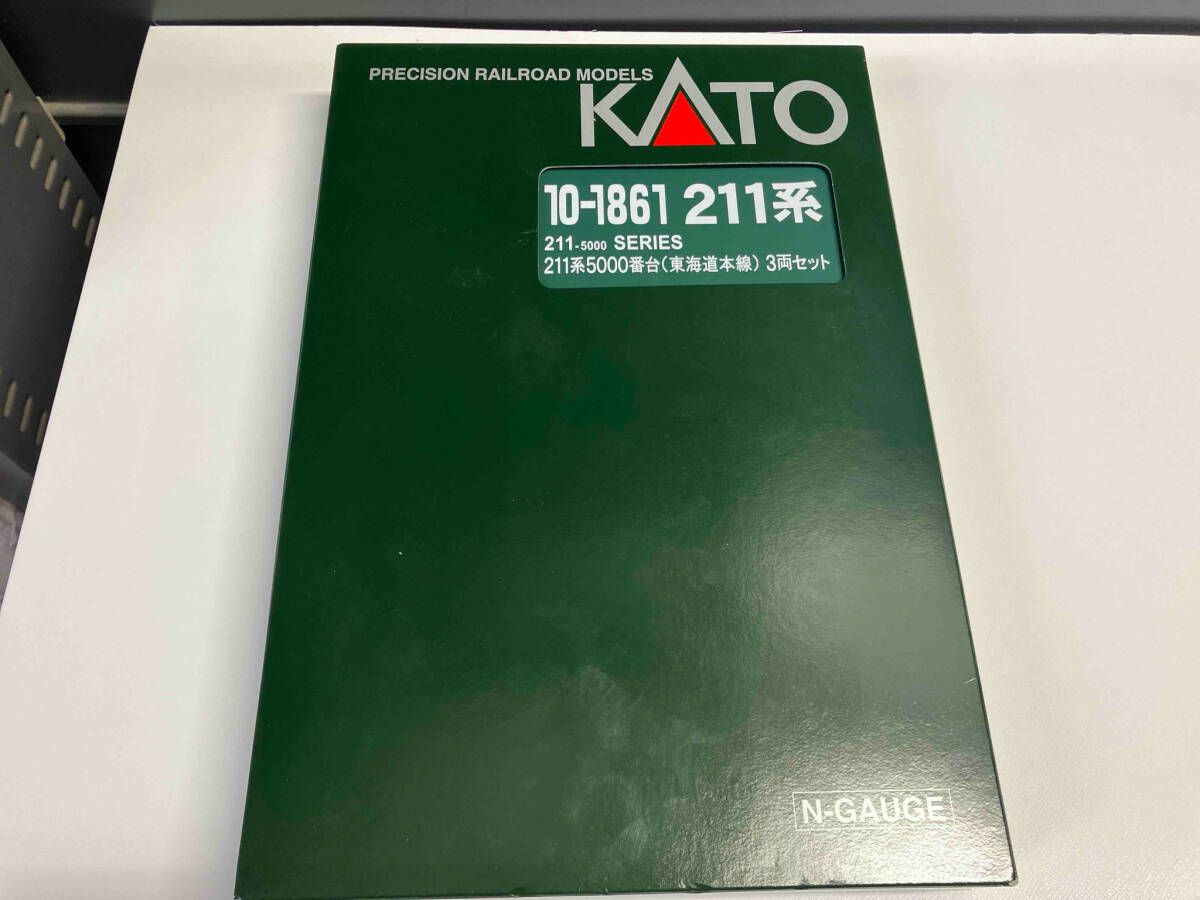 PRECISION RAILROAD MODELS
KATO
10-1861 211系
211-5000 SERIES
211系5000番台(東海道本線) 3両セット
N-GAUGE